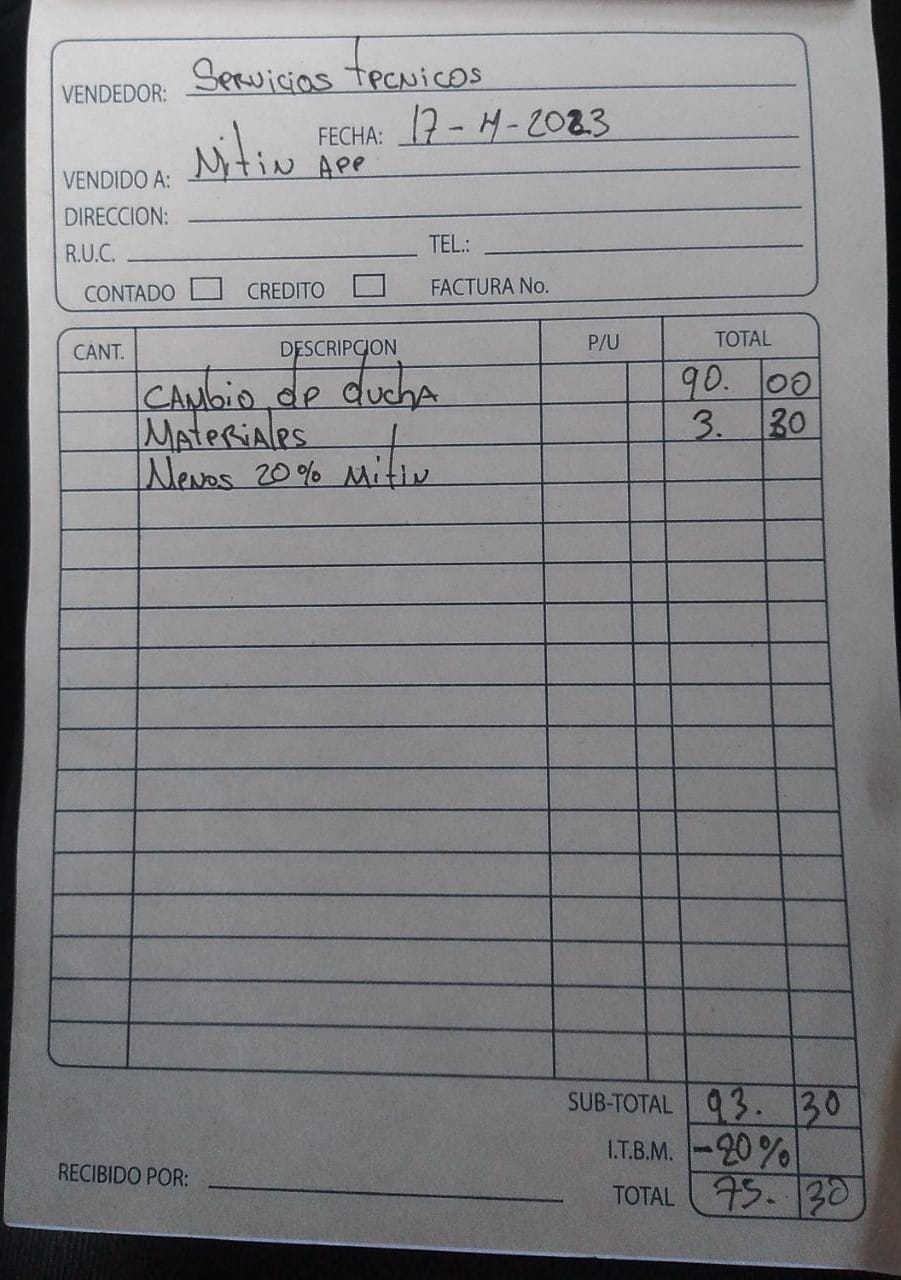 VENDEDOR: Servicios tecnicos
FECHA: 17-4-2023
VENDIDO A: Mitin APP
DIRECCION:
R.U.C. TEL.:
CONTADO CREDITO FACTURA No.
CANT. DESCRIPCION P/U TOTAL
Cambio de ducha 90. 00
Materiales 3. 30
Menos 20% Mitin
SUB-TOTAL 93. 30
I.T.B.M. -20%
RECIBIDO POR: TOTAL 75. 30